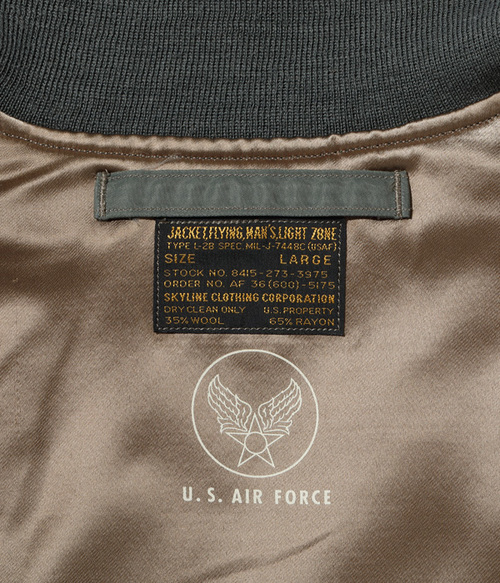 JACKET, FLYING, MAN'S, LIGHT ZONE
TYPE L-2B SPEC. MIL-J-7448C (USAF)
SIZE LARGE
STOCK NO. 8415-273-3975
ORDER NO. AF 36(600)-5175
SKYLINE CLOTHING CORPORATION
DRY CLEAN ONLY U.S. PROPERTY
35% WOOL 65% RAYON
U.S. AIR FORCE